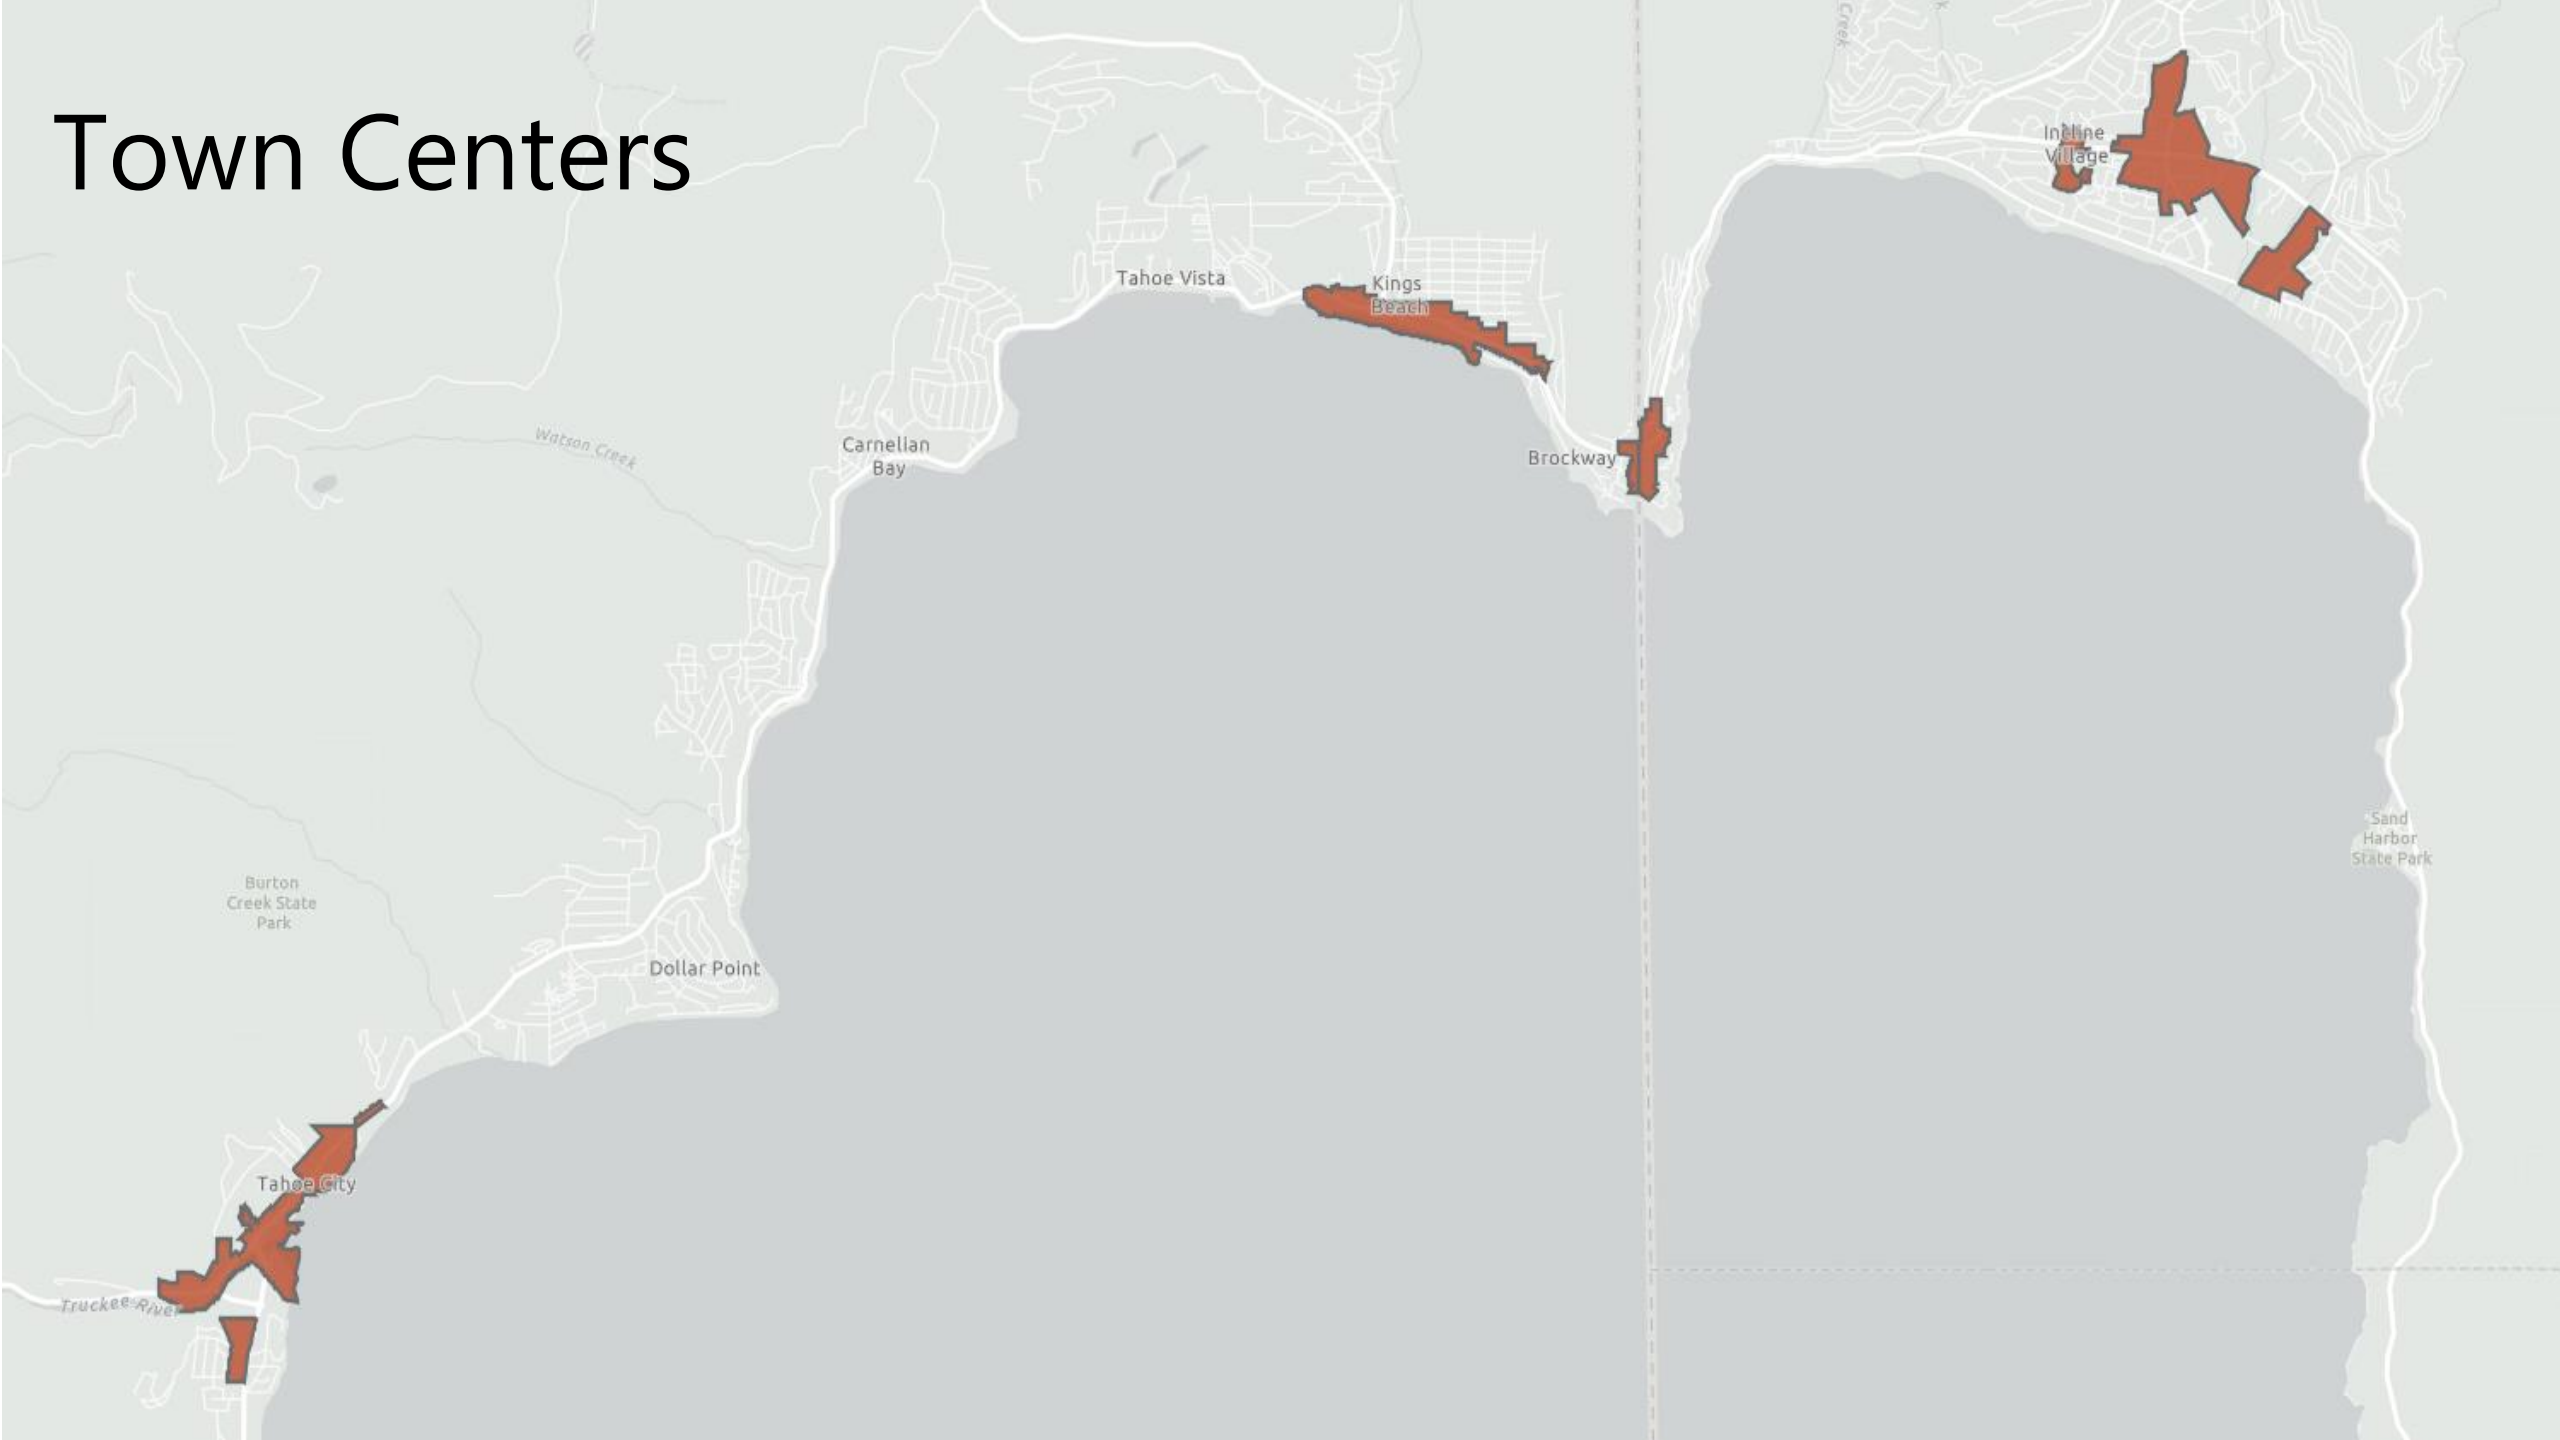 Creek
k
Town Centers
Incline
Village
Tahoe Vista
Kings
Beach
Watson Creek
Carnelian
Bay
Brockway
Sand
Harbor
State Park
Burton
Creek State
Park
Dollar Point
Tahoe City
Truckee River